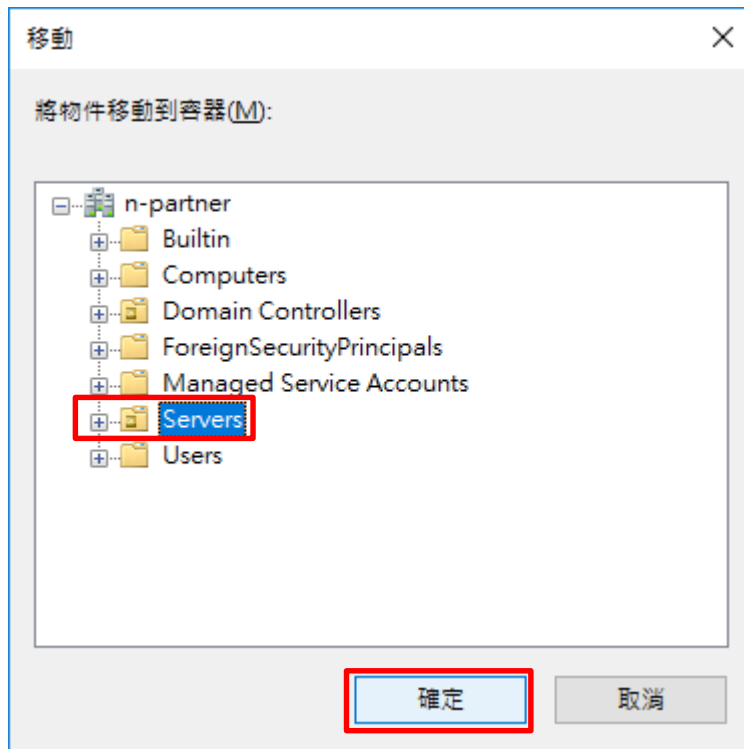 移動
將物件移動到容器(M):
n-partner
Builtin
Computers
Domain Controllers
ForeignSecurityPrincipals
Managed Service Accounts
Servers
Users
確定 取消